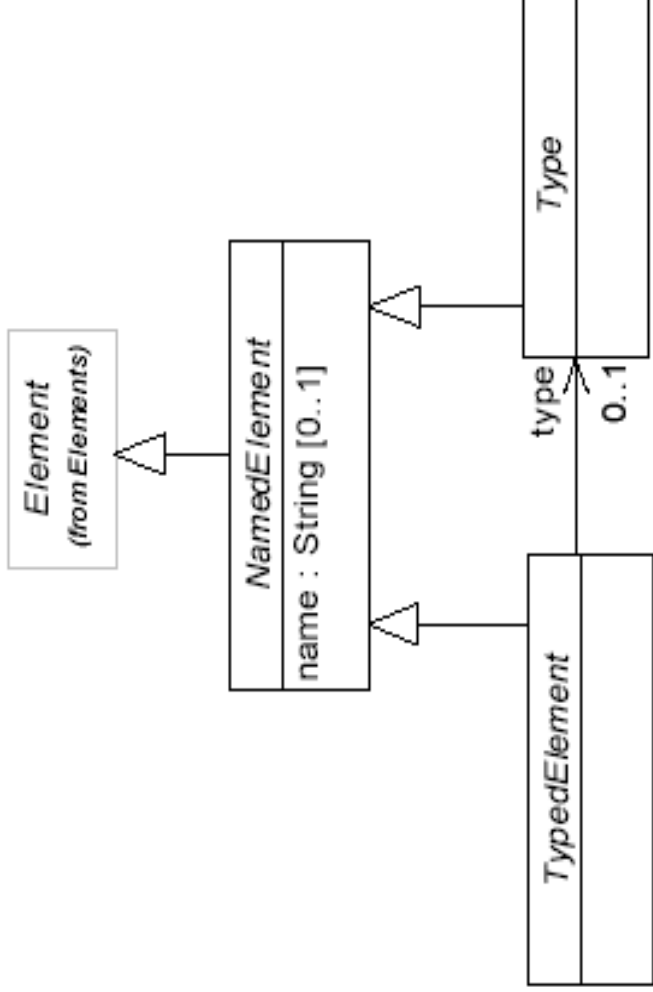 Element
(from Elements)
NamedElement
name : String [0..1]
TypedElement
type
0..1
Type